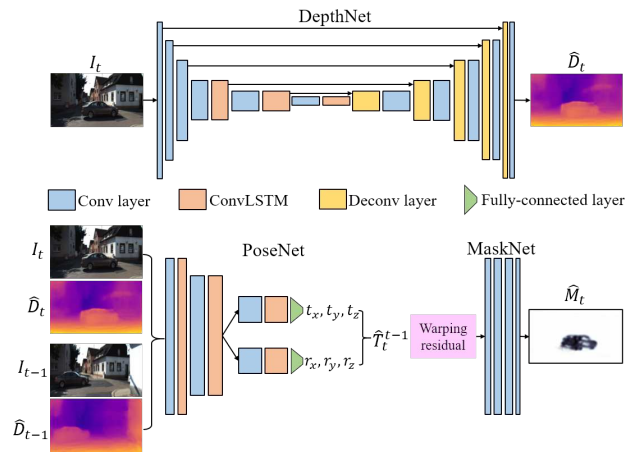 DepthNet
I_t
D̂_t
Conv layer
ConvLSTM
Deconv layer
Fully-connected layer
I_t
PoseNet
MaskNet
D̂_t
t_x, t_y, t_z
T̂_t^{t-1}
Warping
residual
M̂_t
I_{t-1}
r_x, r_y, r_z
D̂_{t-1}